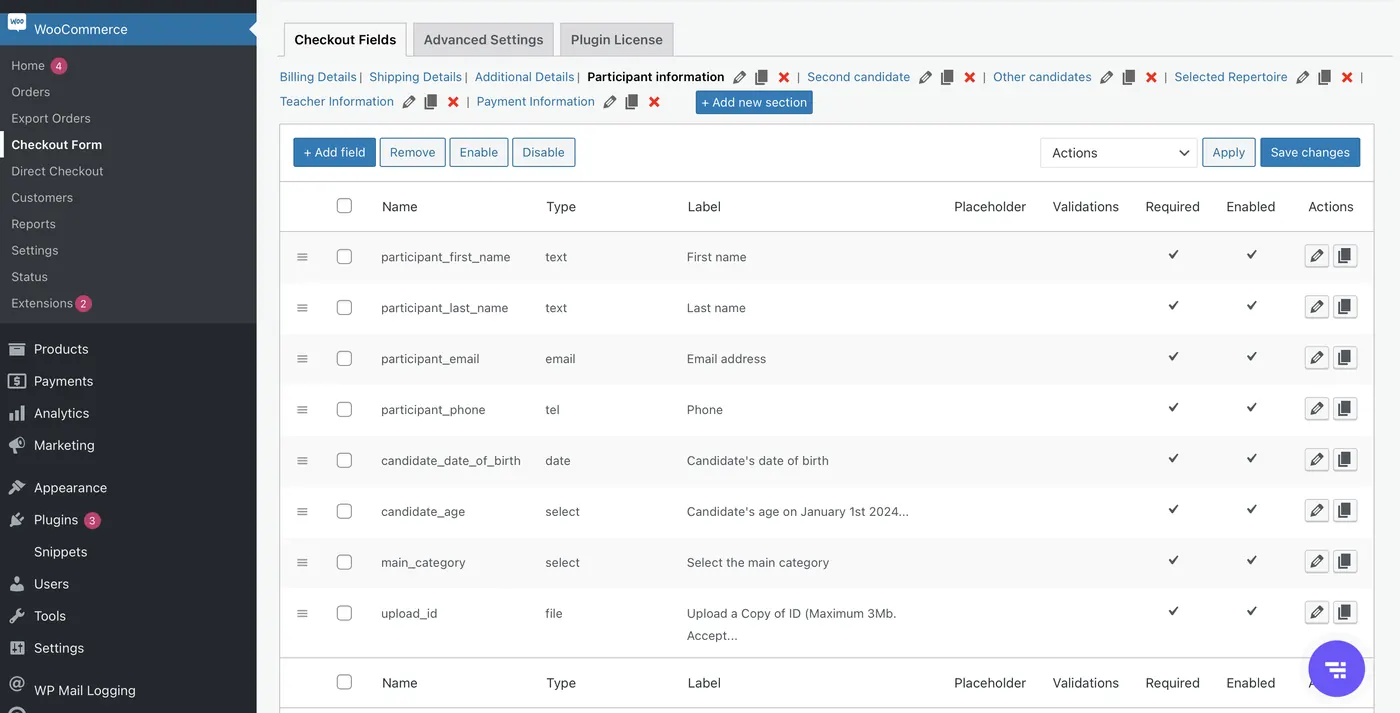 WOO WooCommerce
Home 4
Orders
Export Orders
Checkout Form
Direct Checkout
Customers
Reports
Settings
Status
Extensions 2
Products
Payments
Analytics
Marketing
Appearance
Plugins 3
Snippets
Users
Tools
Settings
WP Mail Logging
Checkout Fields Advanced Settings Plugin License
Billing Details | Shipping Details | Additional Details | Participant information | Second candidate | Other candidates | Selected Repertoire |
Teacher Information | Payment Information + Add new section
+ Add field Remove Enable Disable Actions Apply Save changes
Name Type Label Placeholder Validations Required Enabled Actions
participant_first_name text First name
participant_last_name text Last name
participant_email email Email address
participant_phone tel Phone
candidate_date_of_birth date Candidate's date of birth
candidate_age select Candidate's age on January 1st 2024...
main_category select Select the main category
upload_id file Upload a Copy of ID (Maximum 3Mb.
Accept...
Name Type Label Placeholder Validations Required Enabled